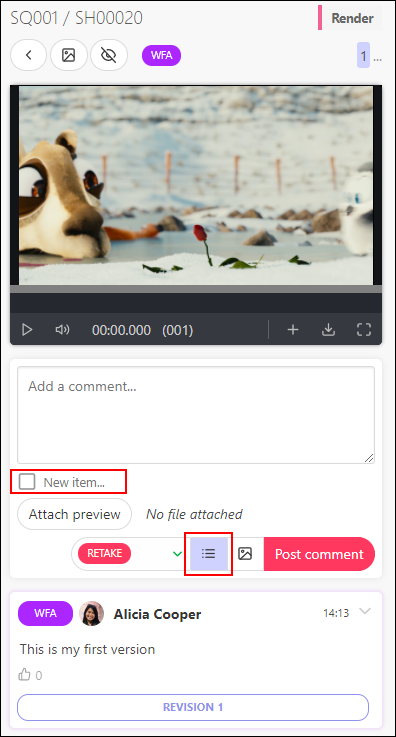 SQ001 / SH00020
Render
WFA
1 ...
00:00.000 (001)
Add a comment...
New item...
Attach preview No file attached
RETAKE
Post comment
WFA Alicia Cooper 14:13
This is my first version
0
REVISION 1